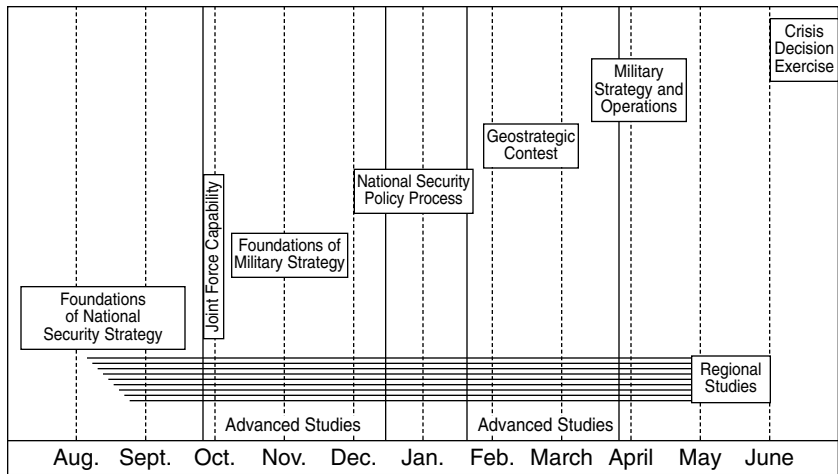 Crisis
Decision
Exercise
Military
Strategy and
Operations
Geostrategic
Contest
National Security
Policy Process
Joint Force Capability
Foundations of
Military Strategy
Foundations
of National
Security Strategy
Regional
Studies
Advanced Studies
Advanced Studies
Aug. Sept. Oct. Nov. Dec. Jan. Feb. March April May June